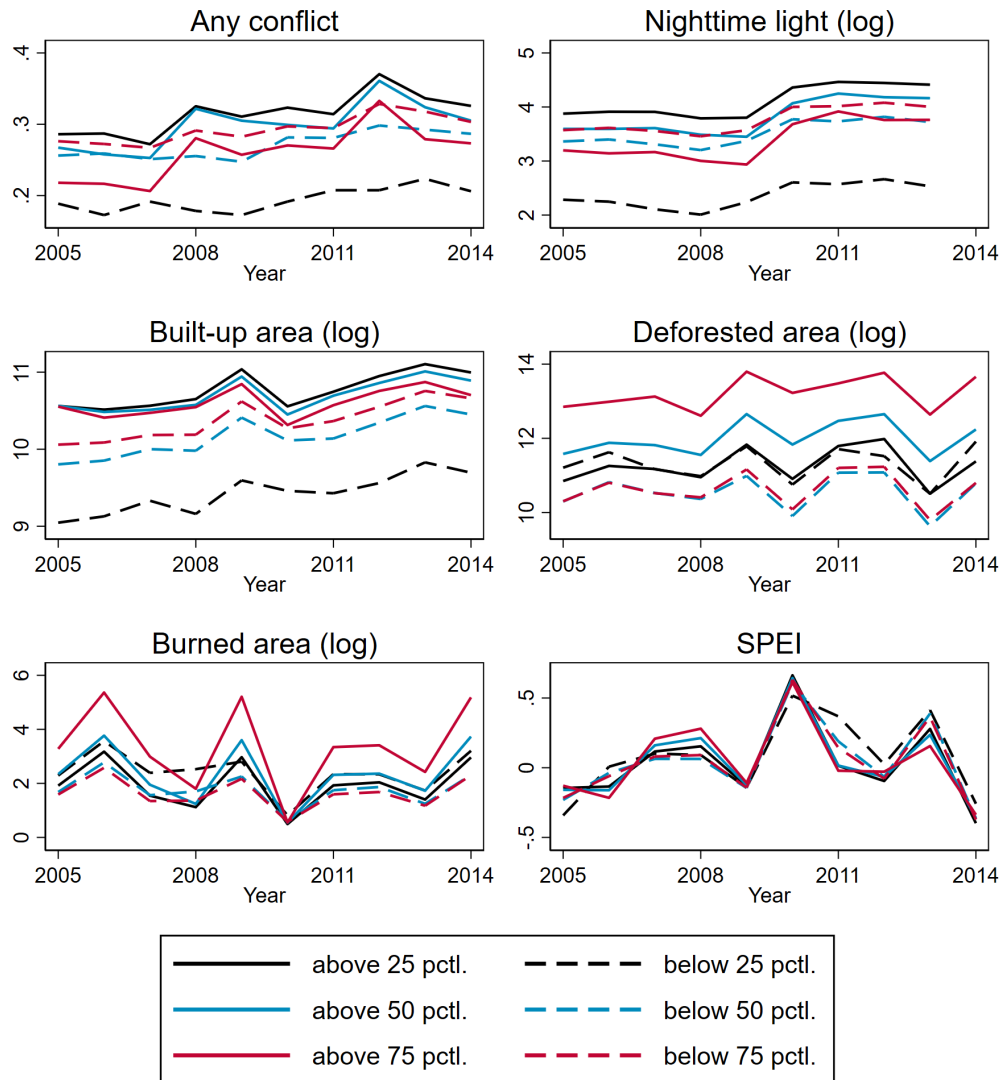 Any conflict
.2 .3 .4
2005 2008 2011 2014
Year
Nighttime light (log)
2 3 4 5
2005 2008 2011 2014
Year
Built-up area (log)
9 10 11
2005 2008 2011 2014
Year
Deforested area (log)
10 12 14
2005 2008 2011 2014
Year
Burned area (log)
0 2 4 6
2005 2008 2011 2014
Year
SPEI
-.5 0 .5
2005 2008 2011 2014
Year
above 25 pctl. below 25 pctl.
above 50 pctl. below 50 pctl.
above 75 pctl. below 75 pctl.